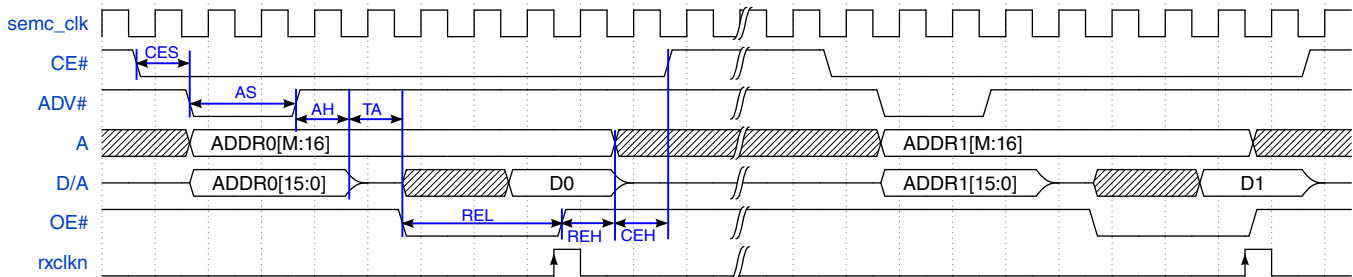 semc_clk
CE# CES
ADV# AS AH TA
A ADDR0[M:16] ADDR1[M:16]
D/A ADDR0[15:0] D0 ADDR1[15:0] D1
OE# REL REH CEH
rxclkn